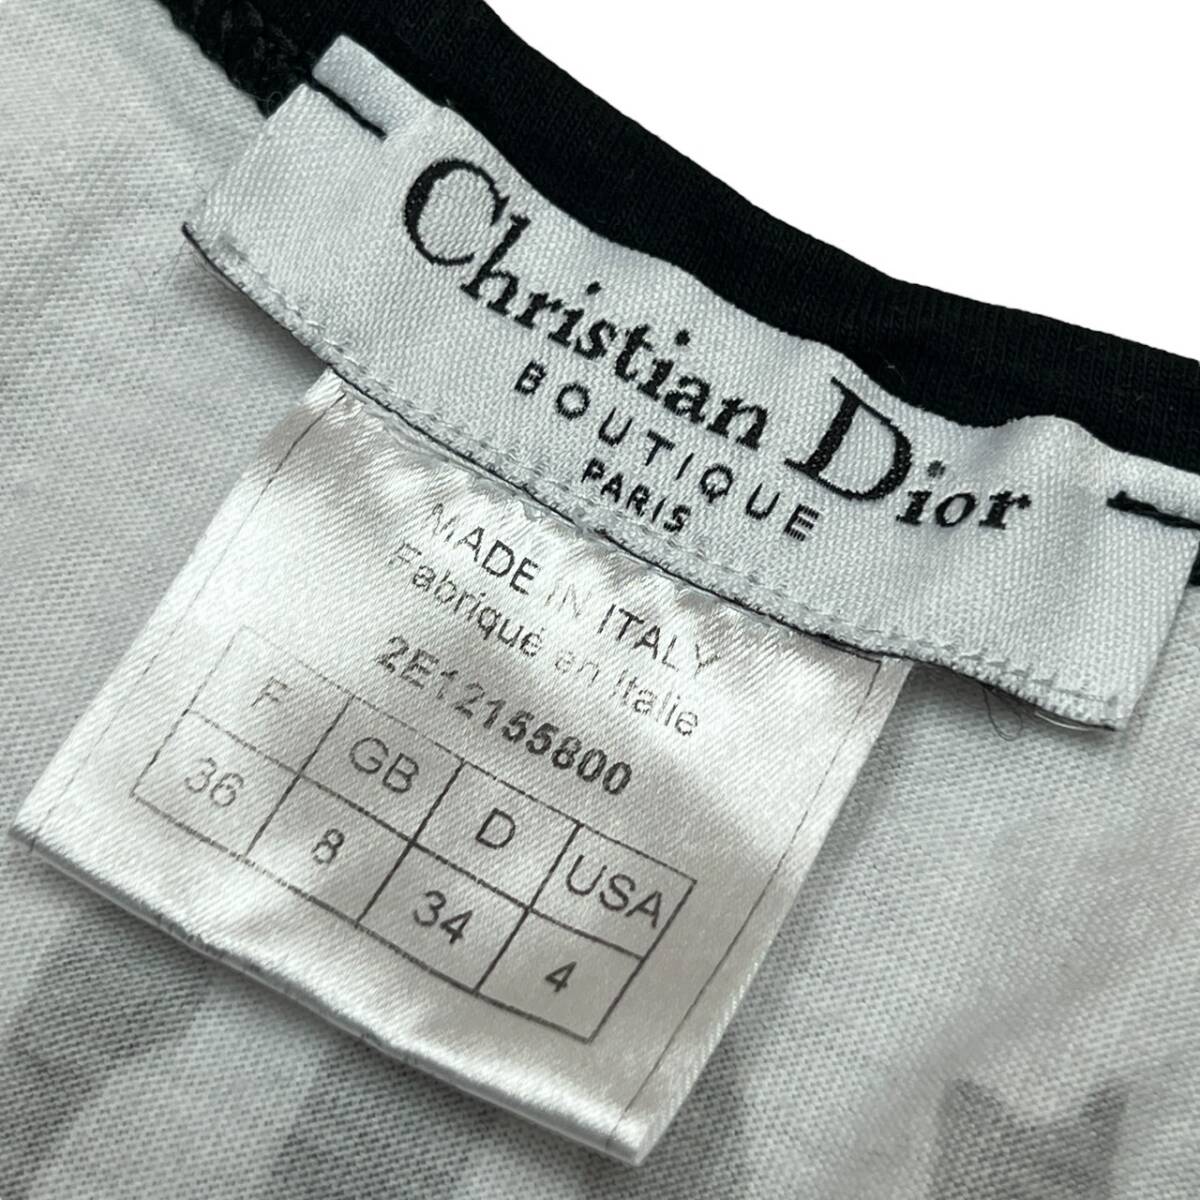 Christian Dior
BOUTIQUE
PARIS
MADE IN ITALY
Fabriqué en Italie
2E12155800
F GB D USA
36 8 34 4